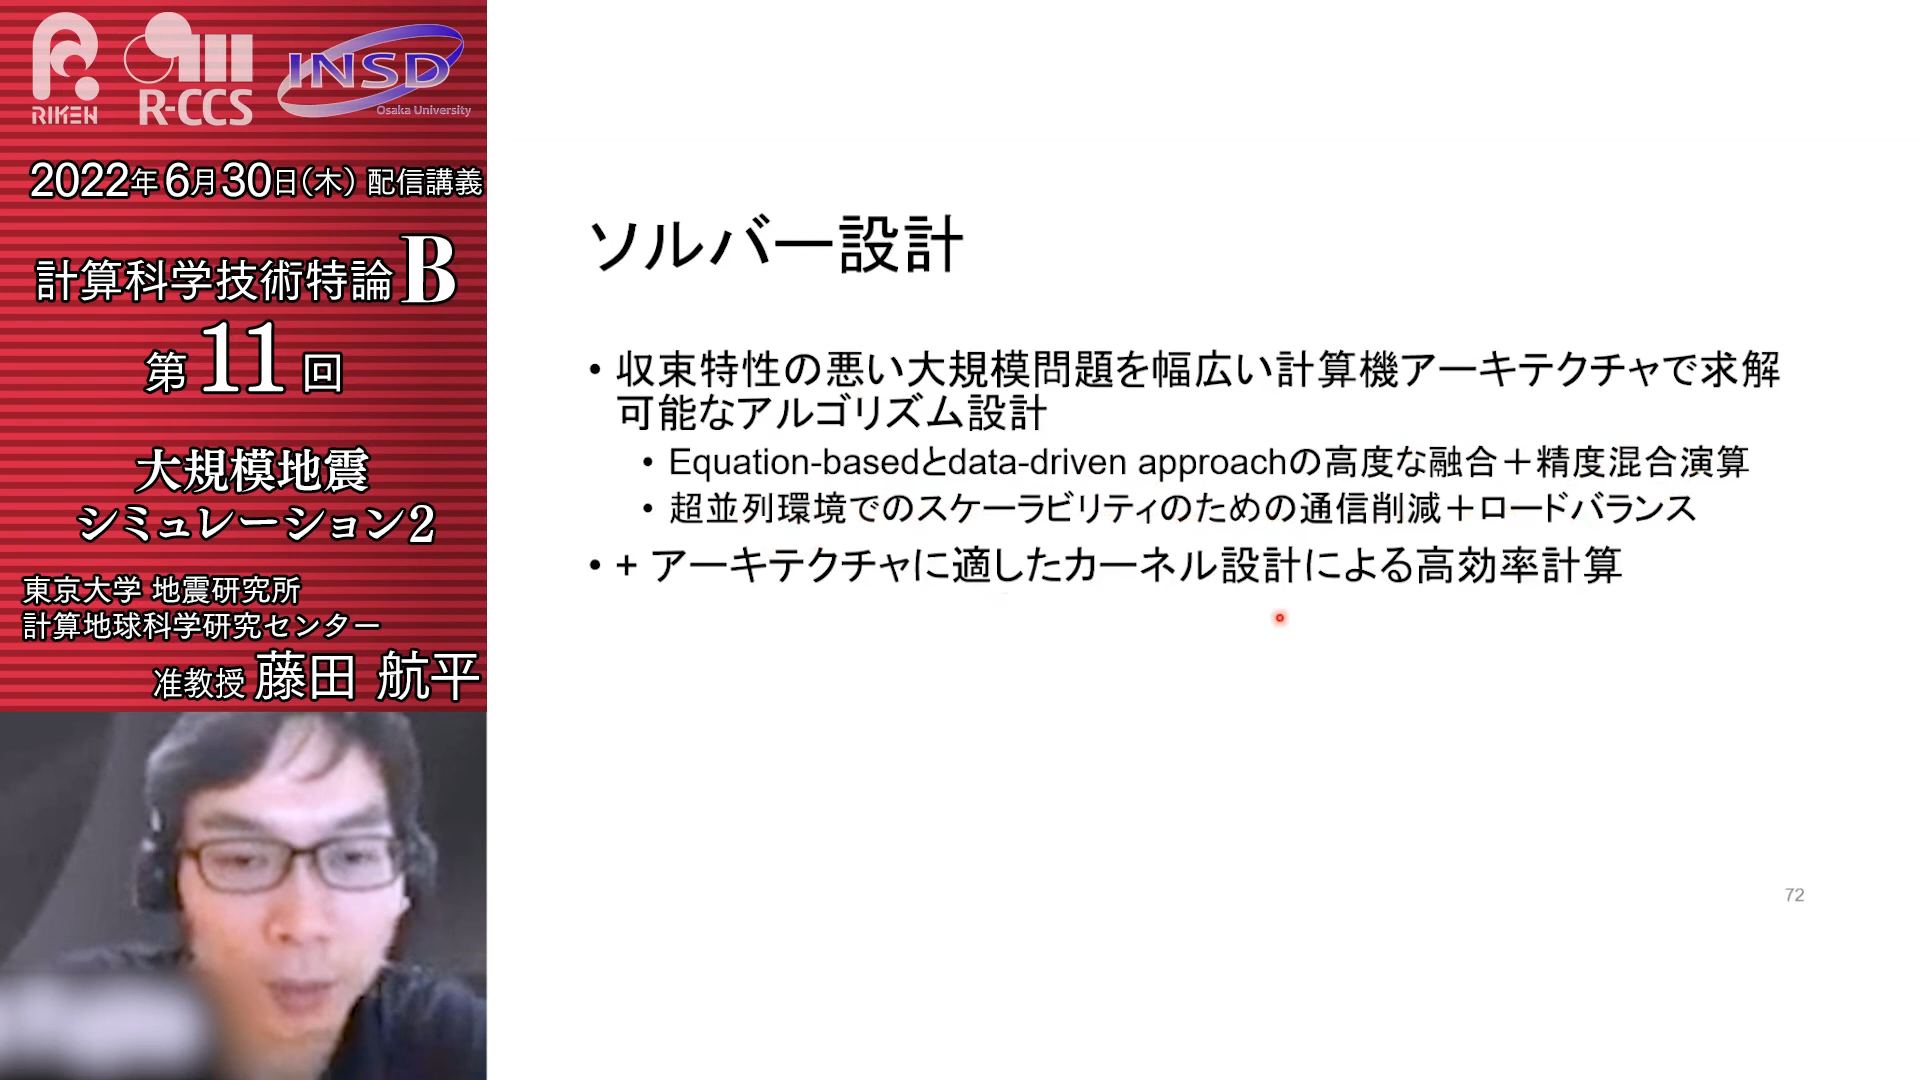 RIKEN
R-CCS
INSD
Osaka University
2022年6月30日(木) 配信講義
計算科学技術特論B
第11回
大規模地震
シミュレーション2
東京大学 地震研究所
計算地球科学研究センター
准教授 藤田 航平
ソルバー設計
• 収束特性の悪い大規模問題を幅広い計算機アーキテクチャで求解
可能なアルゴリズム設計
• Equation-basedとdata-driven approachの高度な融合＋精度混合演算
• 超並列環境でのスケーラビリティのための通信削減＋ロードバランス
• + アーキテクチャに適したカーネル設計による高効率計算
72